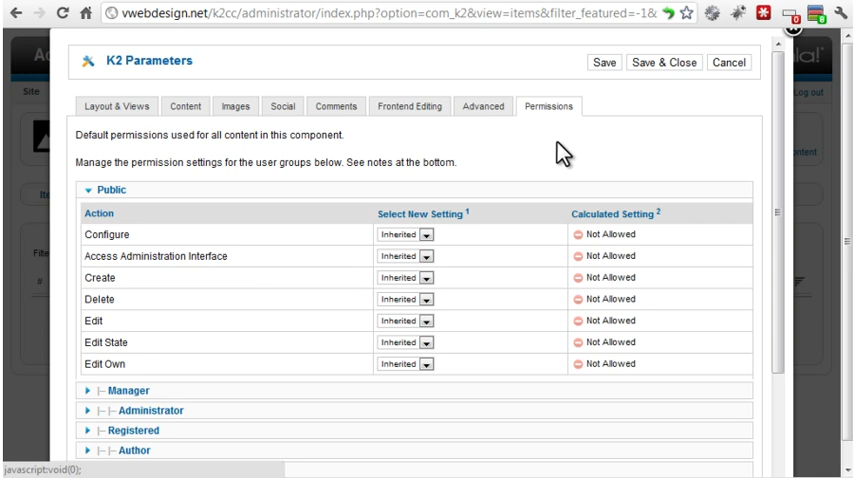 vwebdesign.net/k2cc/administrator/index.php?option=com_k2&view=items&filter_featured=-1&
0
8
Site
Log out
K2 Parameters
Save
Save & Close
Cancel
Layout & Views
Content
Images
Social
Comments
Frontend Editing
Advanced
Permissions
Default permissions used for all content in this component.
Manage the permission settings for the user groups below. See notes at the bottom.
Public
Action
Select New Setting 1
Calculated Setting 2
Configure
Inherited
Not Allowed
Access Administration Interface
Inherited
Not Allowed
Create
Inherited
Not Allowed
Delete
Inherited
Not Allowed
Edit
Inherited
Not Allowed
Edit State
Inherited
Not Allowed
Edit Own
Inherited
Not Allowed
|– Manager
|– |– Administrator
|– Registered
|– |– Author
#
javascript:void(0);